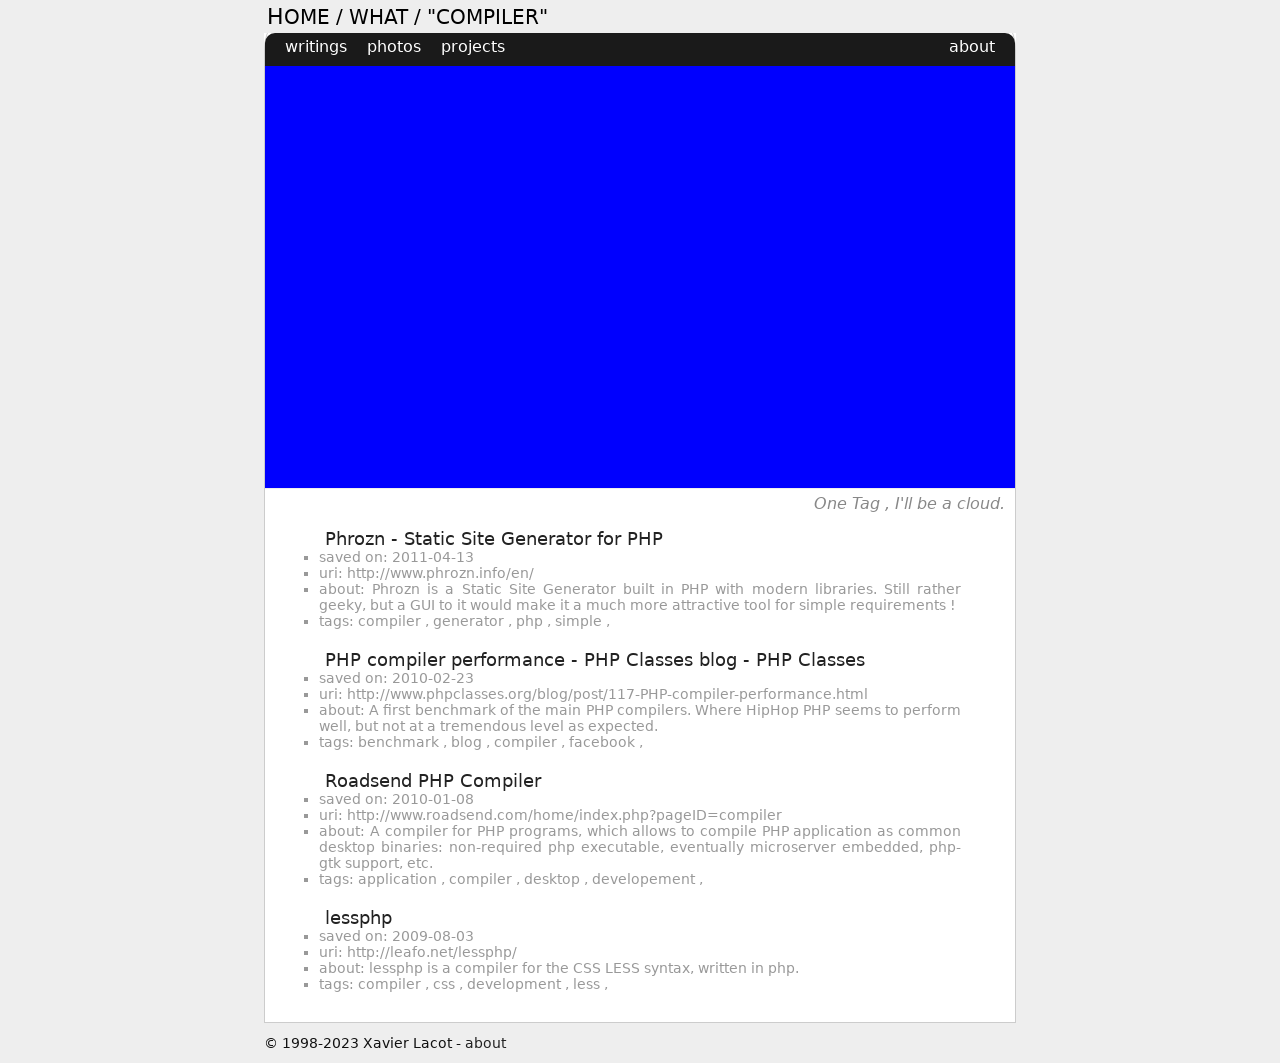 HOME / WHAT / "COMPILER"
writings photos projects about
One Tag , I'll be a cloud.
Phrozn - Static Site Generator for PHP
saved on: 2011-04-13
uri: http://www.phrozn.info/en/
about: Phrozn is a Static Site Generator built in PHP with modern libraries. Still rather
geeky, but a GUI to it would make it a much more attractive tool for simple requirements !
tags: compiler , generator , php , simple ,
PHP compiler performance - PHP Classes blog - PHP Classes
saved on: 2010-02-23
uri: http://www.phpclasses.org/blog/post/117-PHP-compiler-performance.html
about: A first benchmark of the main PHP compilers. Where HipHop PHP seems to perform
well, but not at a tremendous level as expected.
tags: benchmark , blog , compiler , facebook ,
Roadsend PHP Compiler
saved on: 2010-01-08
uri: http://www.roadsend.com/home/index.php?pageID=compiler
about: A compiler for PHP programs, which allows to compile PHP application as common
desktop binaries: non-required php executable, eventually microserver embedded, php-
gtk support, etc.
tags: application , compiler , desktop , developement ,
lessphp
saved on: 2009-08-03
uri: http://leafo.net/lessphp/
about: lessphp is a compiler for the CSS LESS syntax, written in php.
tags: compiler , css , development , less ,
© 1998-2023 Xavier Lacot - about